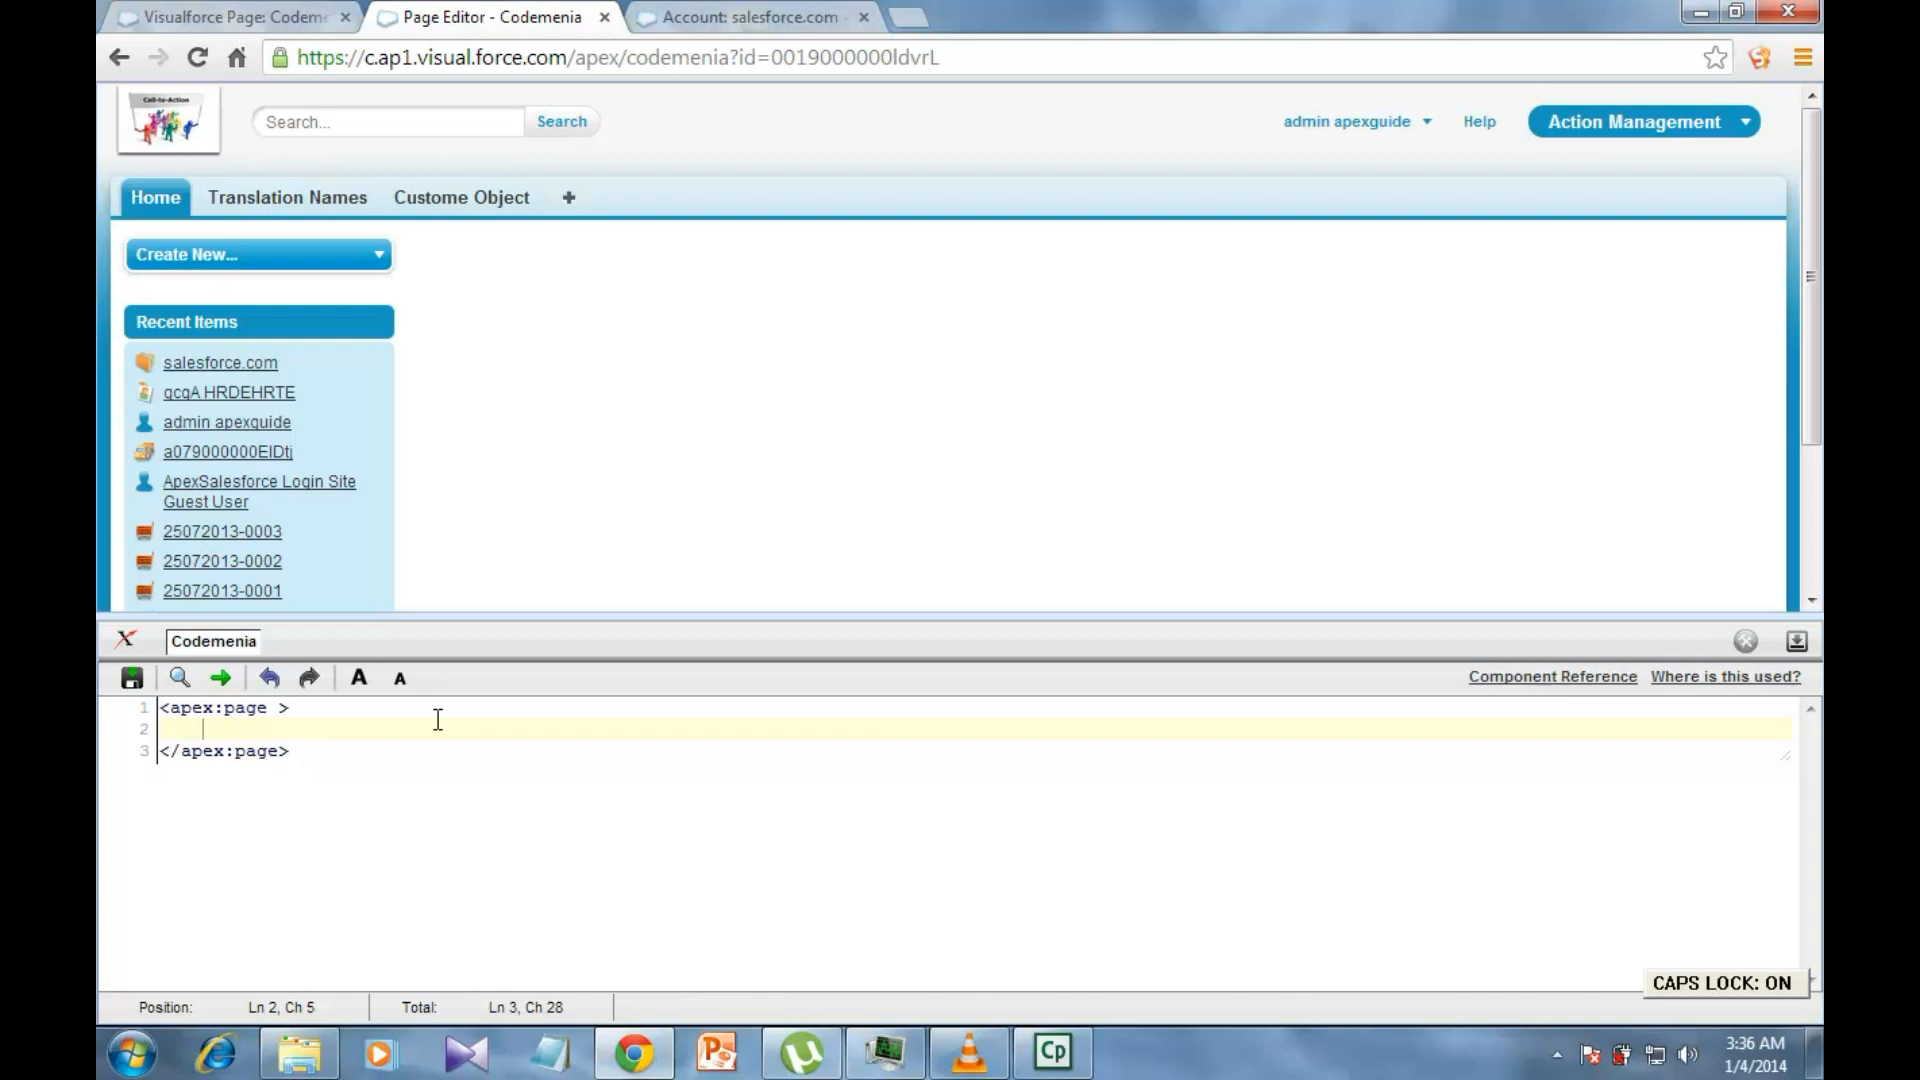 Visualforce Page: Codeme
Page Editor - Codemenia
Account: salesforce.com
https://c.ap1.visual.force.com/apex/codemenia?id=0019000000ldvrL
Call-to-Action
Search...
Search
admin apexguide
Help
Action Management
Home
Translation Names
Custome Object
+
Create New...
Recent Items
salesforce.com
gcgA HRDEHRTE
admin apexguide
a079000000EIDtj
ApexSalesforce Login Site
Guest User
25072013-0003
25072013-0002
25072013-0001
Codemenia
A
A
Component Reference
Where is this used?
1 <apex:page >
2
3 </apex:page>
CAPS LOCK: ON
Position:
Ln 2, Ch 5
Total:
Ln 3, Ch 28
Cp
3:36 AM
1/4/2014